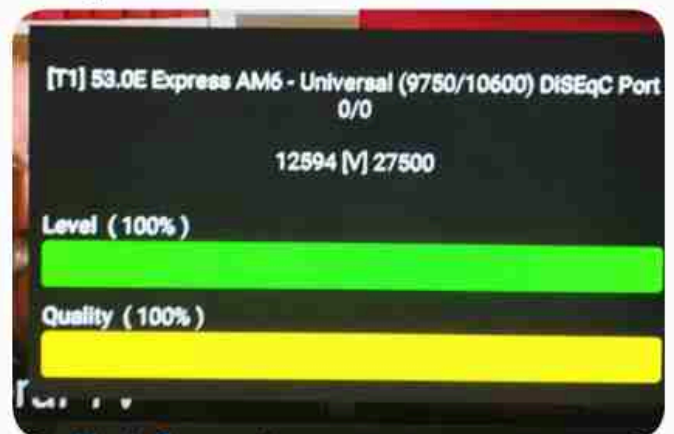 [T1] 53.0E Express AM6 - Universal (9750/10600) DiSEqC Port
0/0
12594 [V] 27500
Level ( 100% )
Quality ( 100% )